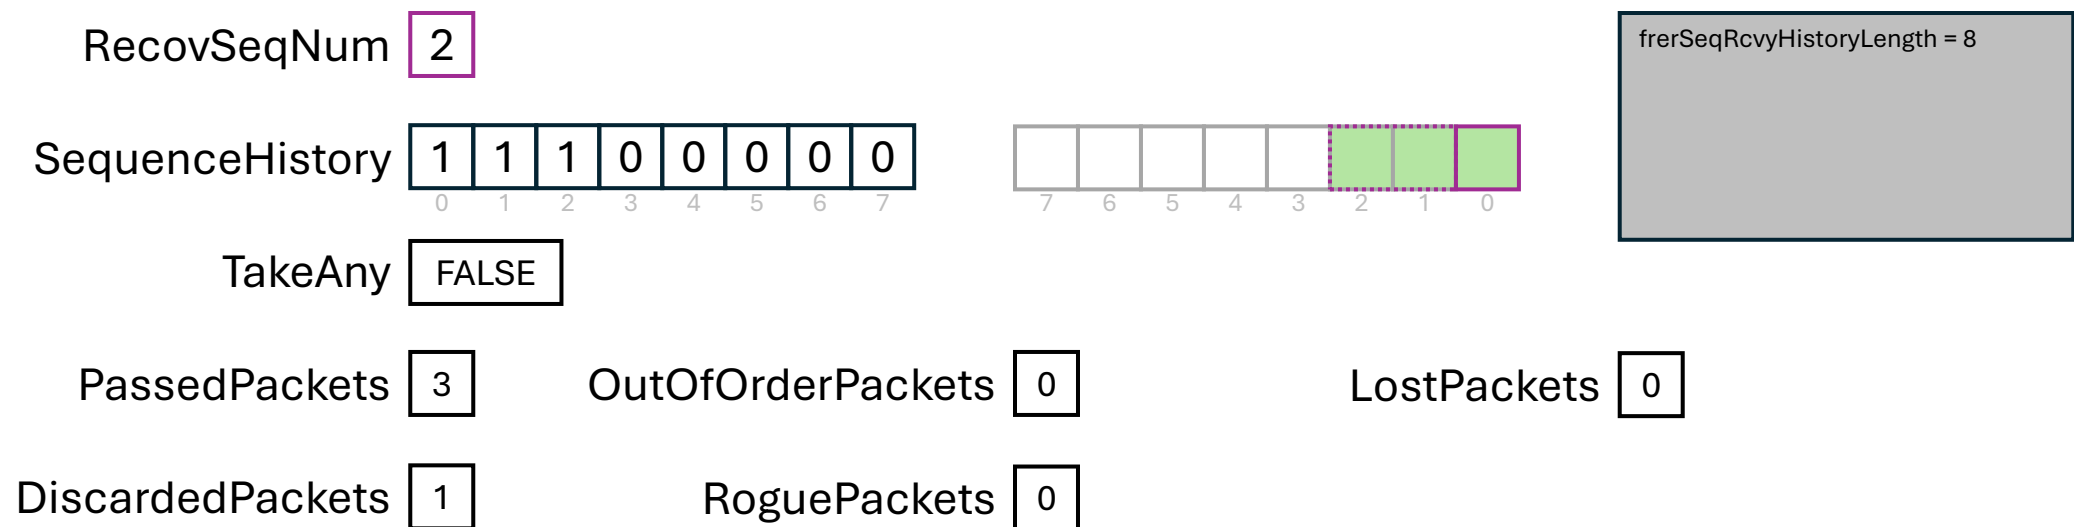 RecovSeqNum 2
frerSeqRcvyHistoryLength = 8
SequenceHistory 1 1 1 0 0 0 0 0
0 1 2 3 4 5 6 7
7 6 5 4 3 2 1 0
TakeAny FALSE
PassedPackets 3
OutOfOrderPackets 0
LostPackets 0
DiscardedPackets 1
RoguePackets 0